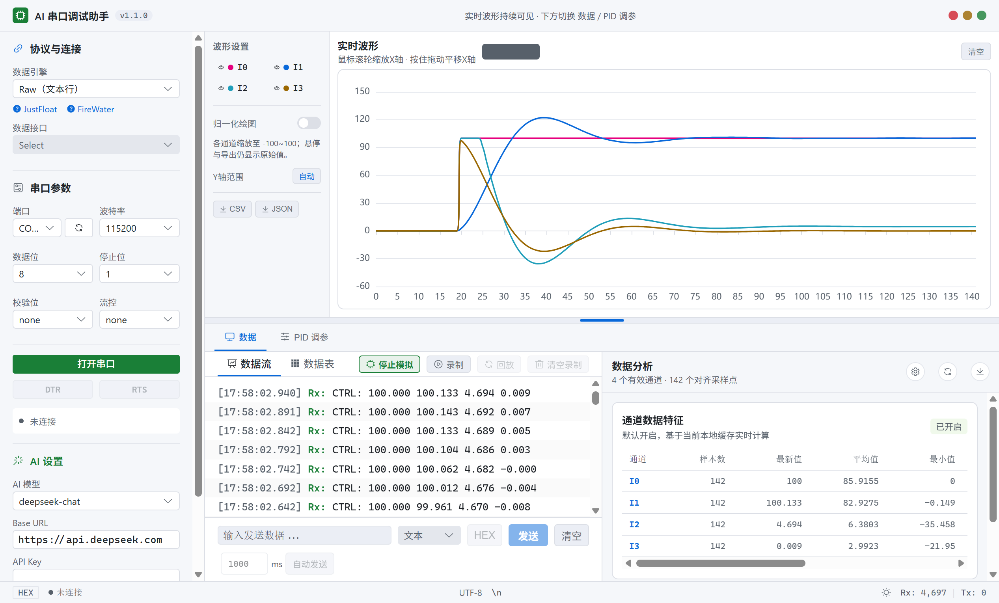 AI 串口调试助手 v1.1.0
实时波形持续可见 · 下方切换 数据 / PID 调参
协议与连接
数据引擎
Raw（文本行）
JustFloat FireWater
数据接口
Select
串口参数
端口 波特率
CO... 115200
数据位 停止位
8 1
校验位 流控
none none
打开串口
DTR RTS
未连接
AI 设置
AI 模型
deepseek-chat
Base URL
https://api.deepseek.com
API Key
波形设置
I0 I1
I2 I3
归一化绘图
各通道缩放至 -100~100；悬停
与导出仍显示原始值。
Y轴范围 自动
CSV JSON
实时波形
鼠标滚轮缩放X轴 · 按住拖动平移X轴
清空
150
120
90
60
30
0
-30
-60
0 5 10 15 20 25 30 35 40 45 50 55 60 65 70 75 80 85 90 95 100 105 110 115 120 125 130 135 140
数据 PID 调参
数据流 数据表 停止模拟 录制 回放 清空录制
[17:58:02.940] Rx: CTRL: 100.000 100.133 4.694 0.009
[17:58:02.891] Rx: CTRL: 100.000 100.143 4.692 0.007
[17:58:02.842] Rx: CTRL: 100.000 100.133 4.689 0.005
[17:58:02.792] Rx: CTRL: 100.000 100.104 4.686 0.003
[17:58:02.742] Rx: CTRL: 100.000 100.062 4.682 -0.000
[17:58:02.692] Rx: CTRL: 100.000 100.012 4.676 -0.004
[17:58:02.642] Rx: CTRL: 100.000 99.961 4.670 -0.008
输入发送数据 ... 文本 HEX 发送 清空
1000 ms 自动发送
数据分析
4 个有效通道 · 142 个对齐采样点
通道数据特征
默认开启，基于当前本地缓存实时计算
已开启
通道 样本数 最新值 平均值 最小值
I0 142 100 85.9155 0
I1 142 100.133 82.9275 -0.149
I2 142 4.694 6.3803 -35.458
I3 142 0.009 2.9923 -21.95
HEX 未连接 UTF-8 \n Rx: 4,697 Tx: 0